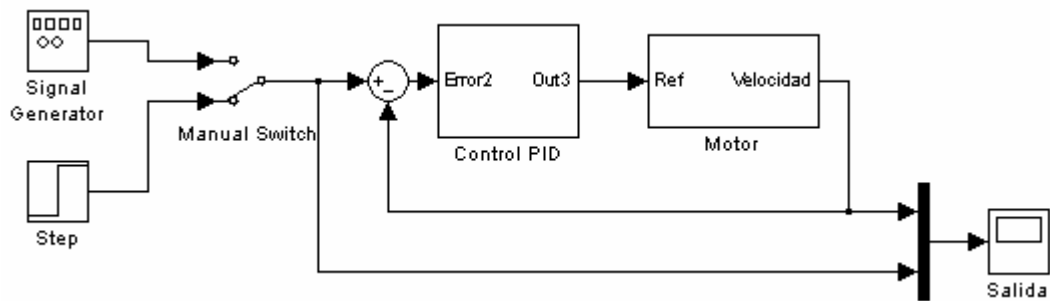 Signal
Generator
Step
Manual Switch
+
-
Error2
Out3
Control PID
Ref
Velocidad
Motor
Salida